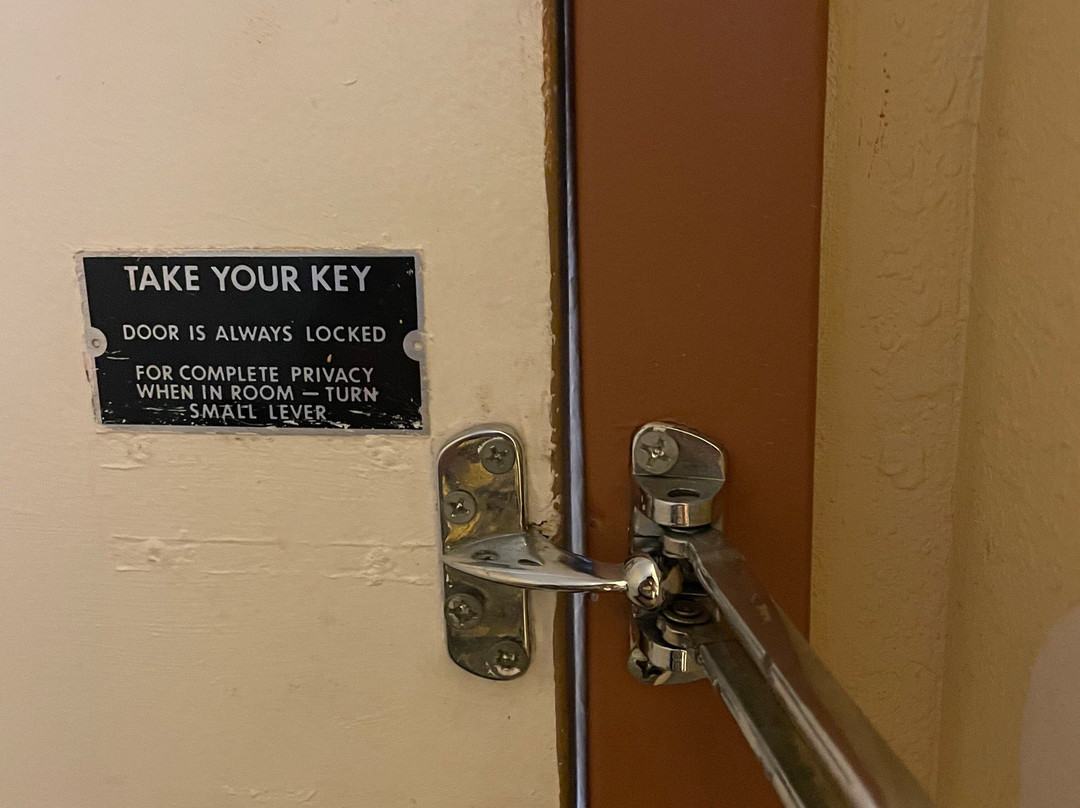 TAKE YOUR KEY
DOOR IS ALWAYS LOCKED
FOR COMPLETE PRIVACY
WHEN IN ROOM — TURN
SMALL LEVER